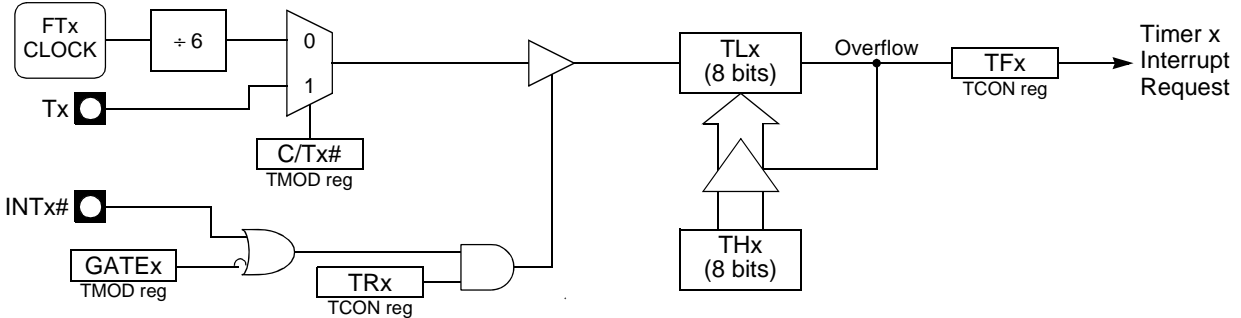 FTx
CLOCK
÷ 6
0
1
Tx
C/Tx#
TMOD reg
TLx
(8 bits)
Overflow
TFx
TCON reg
Timer x
Interrupt
Request
INTx#
GATEx
TMOD reg
TRx
TCON reg
THx
(8 bits)